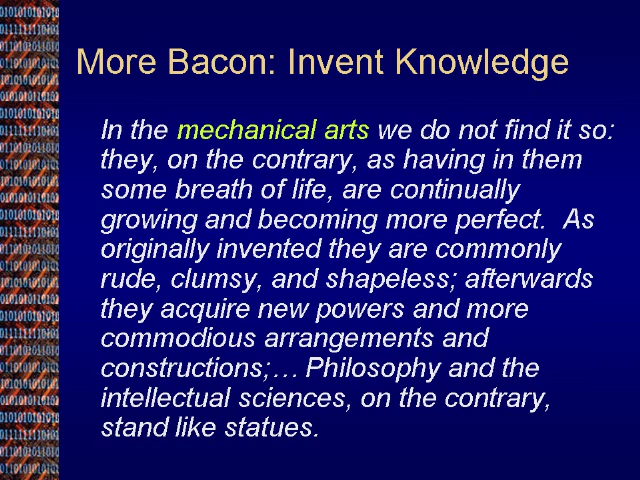 More Bacon: Invent Knowledge
In the mechanical arts we do not find it so:
they, on the contrary, as having in them
some breath of life, are continually
growing and becoming more perfect.  As
originally invented they are commonly
rude, clumsy, and shapeless; afterwards
they acquire new powers and more
commodious arrangements and
constructions;… Philosophy and the
intellectual sciences, on the contrary,
stand like statues.